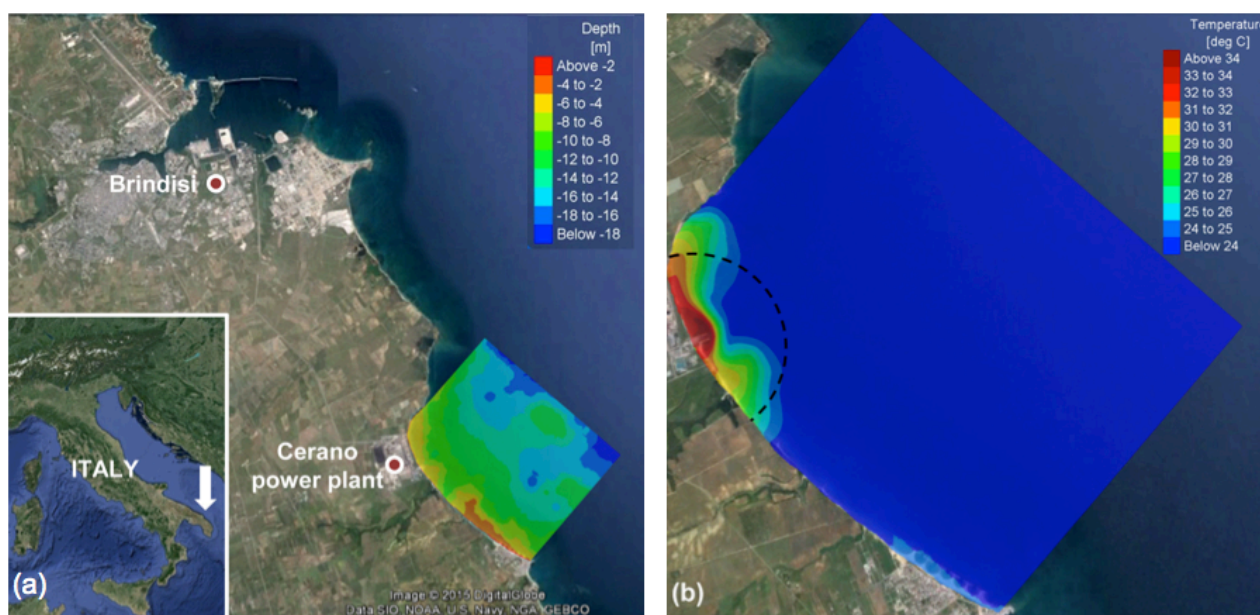 Depth
[m]
Above -2
-4 to -2
-6 to -4
-8 to -6
-10 to -8
-12 to -10
-14 to -12
-16 to -14
-18 to -16
Below -18
Brindisi
Cerano
power plant
ITALY
(a)
Image © 2015 DigitalGlobe
Data SIO, NOAA, U.S. Navy, NGA, GEBCO
Temperature
[deg C]
Above 34
33 to 34
32 to 33
31 to 32
30 to 31
29 to 30
28 to 29
27 to 28
26 to 27
25 to 26
24 to 25
Below 24
(b)